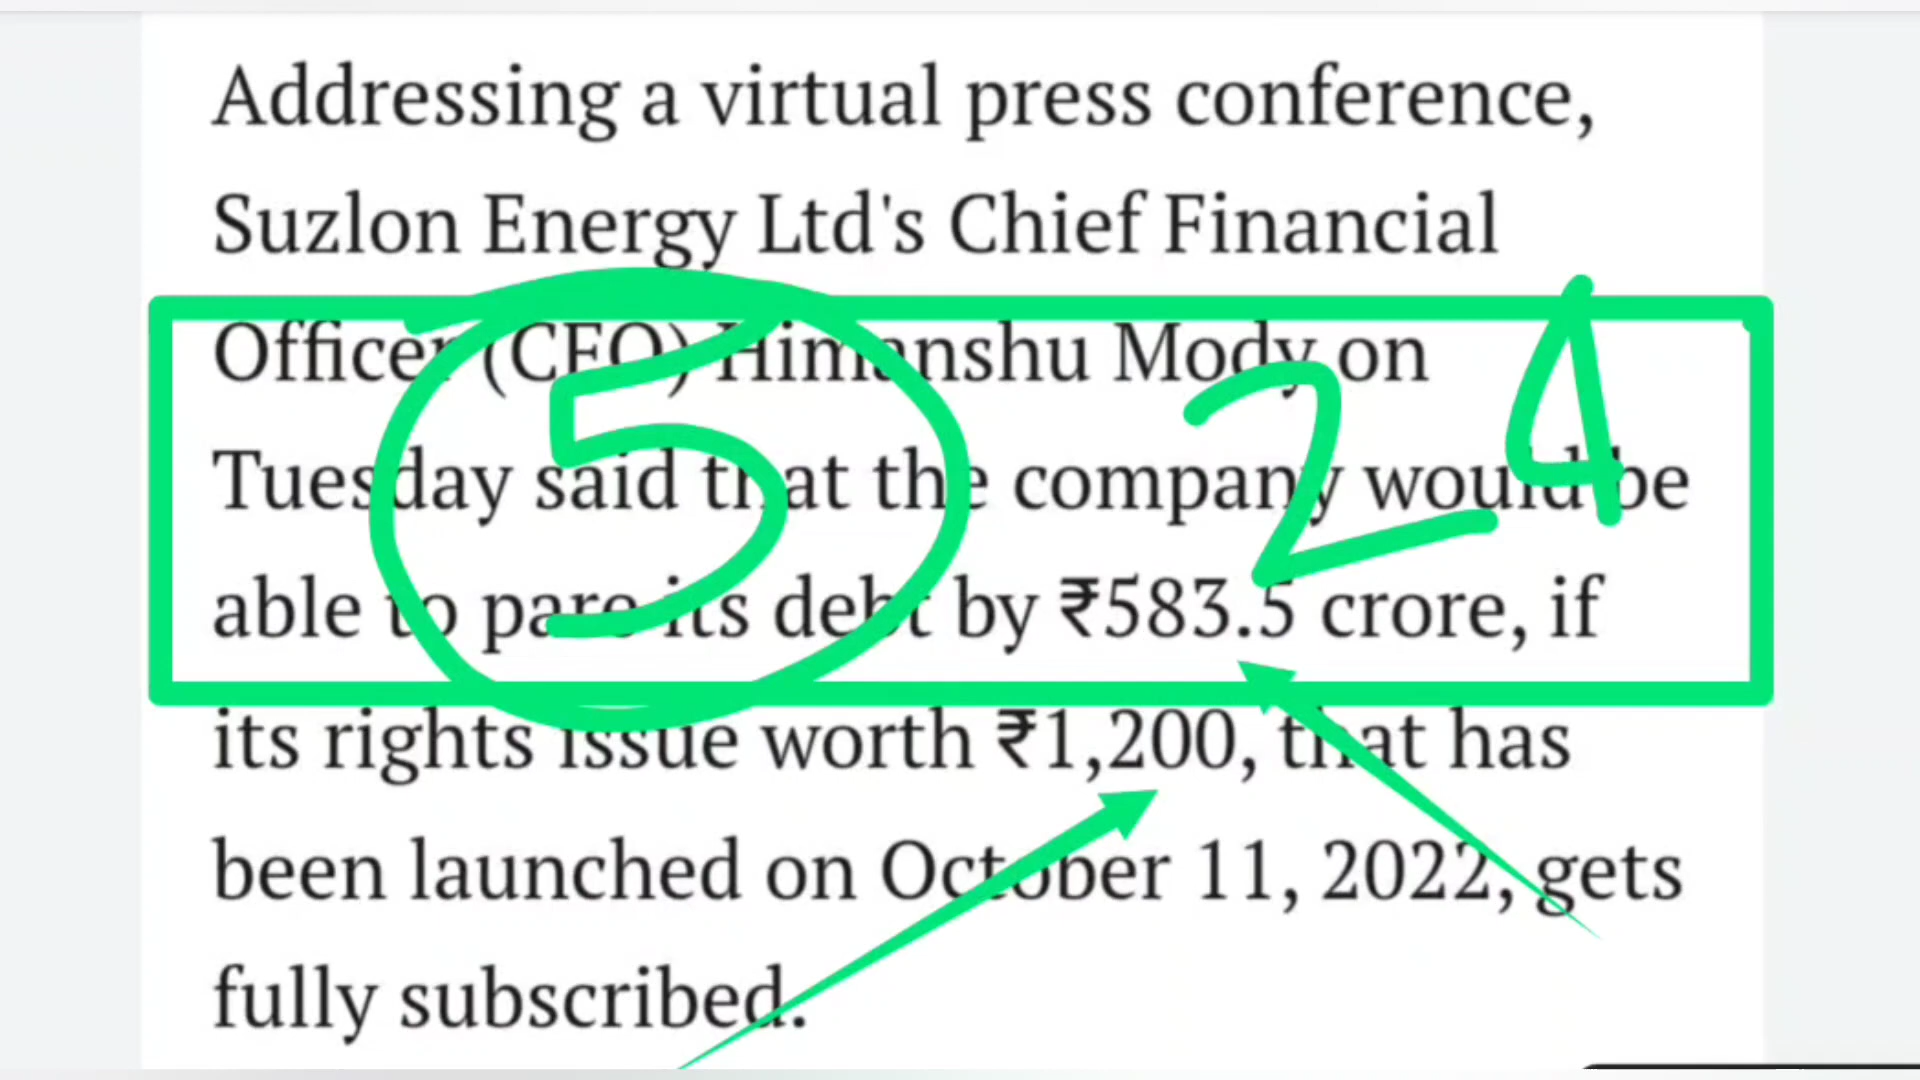 Addressing a virtual press conference,
Suzlon Energy Ltd's Chief Financial
Officer (CFO) Himanshu Mody on
Tuesday said that the company would be
able to pare its debt by ₹583.5 crore, if
its rights issue worth ₹1,200, that has
been launched on October 11, 2022, gets
fully subscribed.
5 24